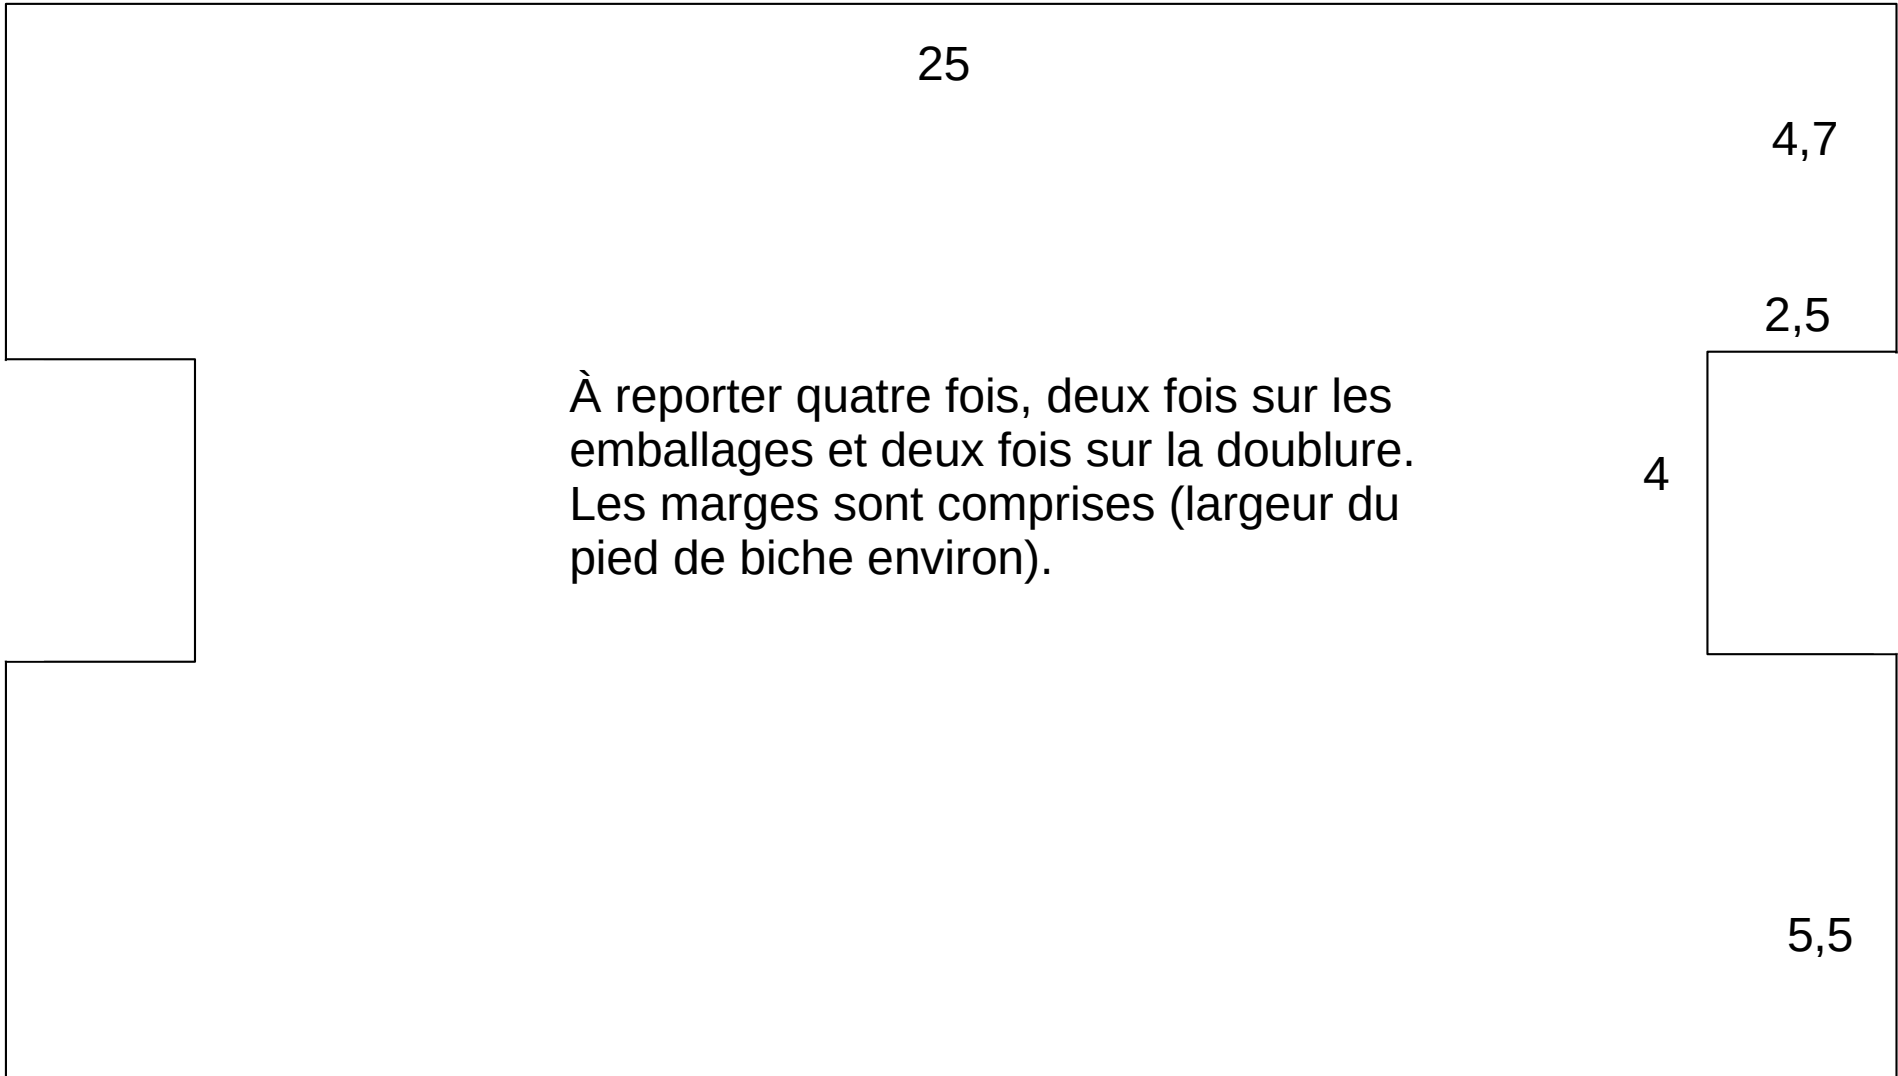 25
4,7
2,5
À reporter quatre fois, deux fois sur les
emballages et deux fois sur la doublure.
Les marges sont comprises (largeur du
pied de biche environ).
4
5,5